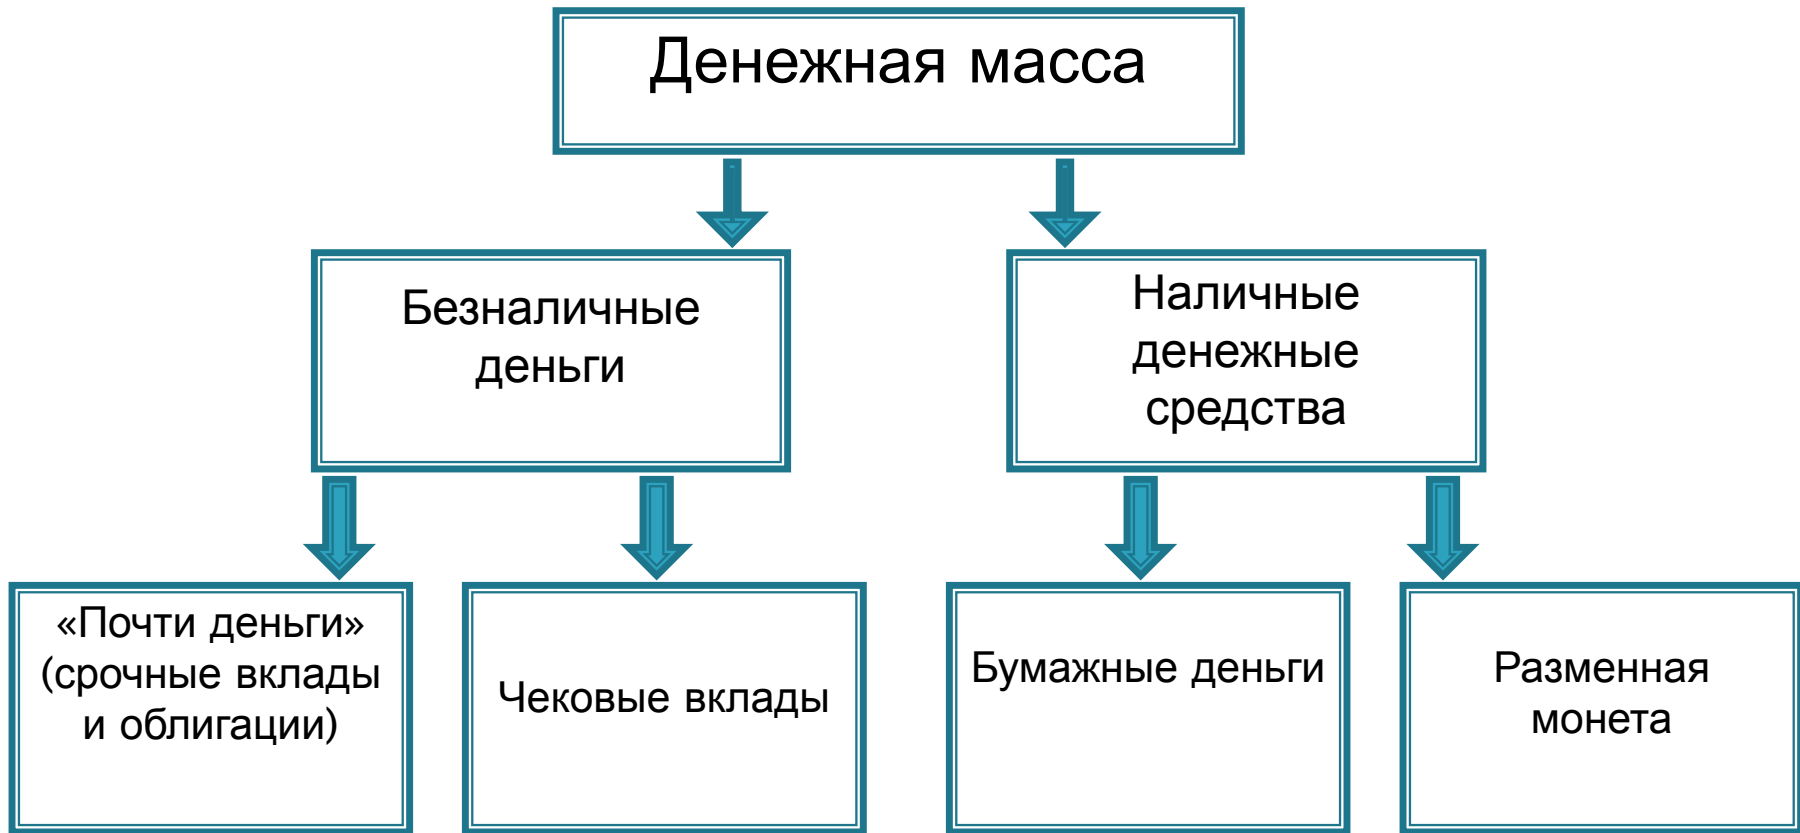 Денежная масса
Безналичные
деньги
Наличные
денежные
средства
«Почти деньги»
(срочные вклады
и облигации)
Чековые вклады
Бумажные деньги
Разменная
монета